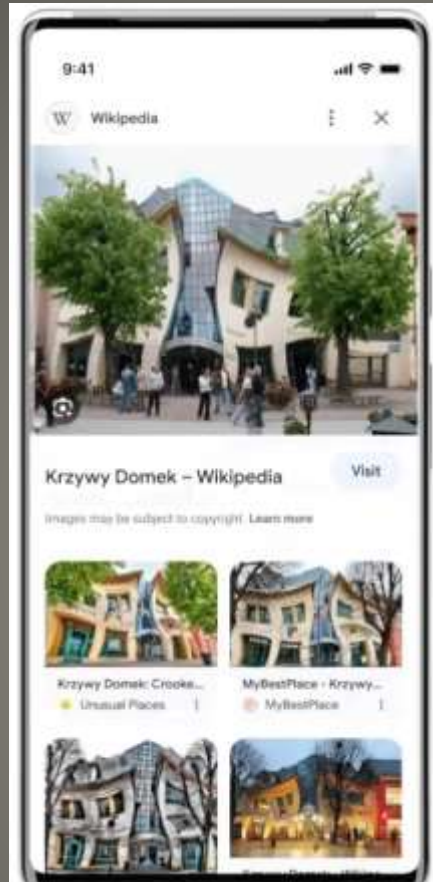 9:41
W Wikipedia
Krzywy Domek – Wikipedia
Visit
Images may be subject to copyright Learn more
Krzywy Domek: Crooke...
Unusual Places
MyBestPlace - Krzywy...
MyBestPlace